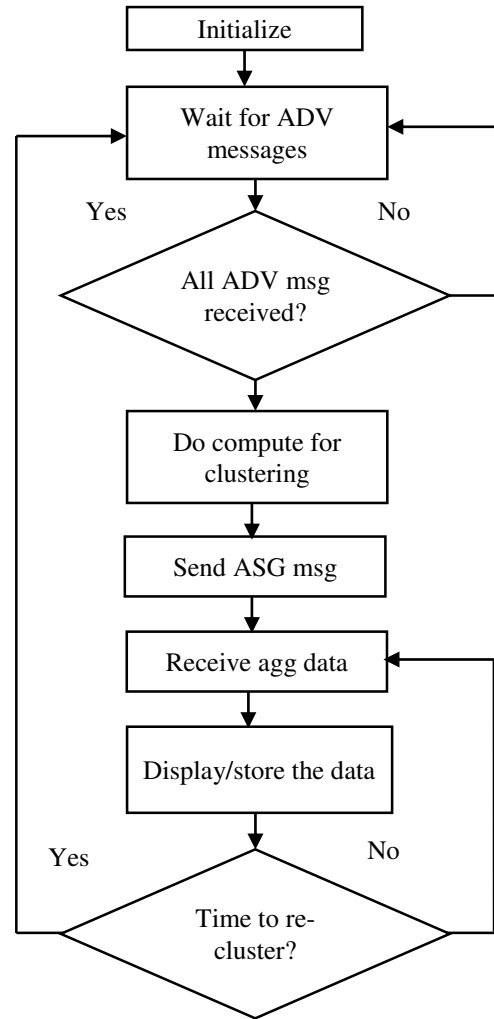 Initialize
Wait for ADV
messages
Yes
No
All ADV msg
received?
Do compute for
clustering
Send ASG msg
Receive agg data
Display/store the data
Yes
No
Time to re-
cluster?